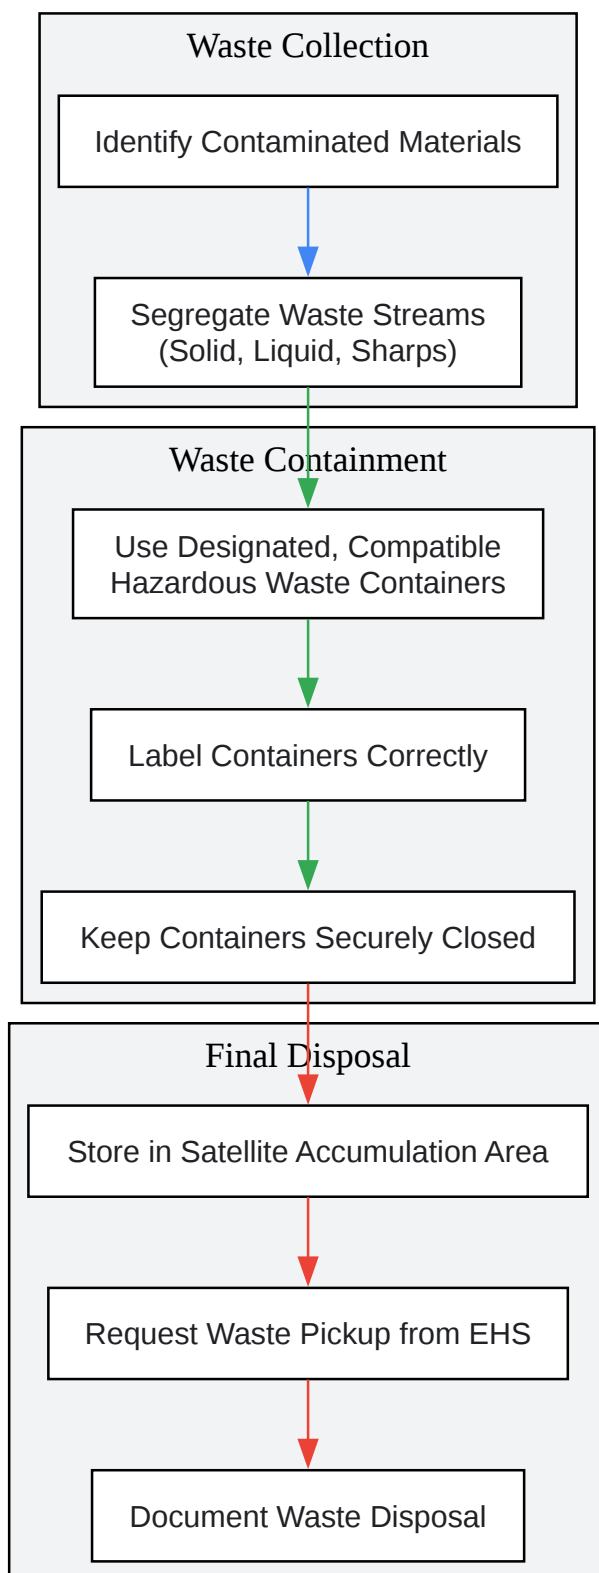 Waste Collection
Identify Contaminated Materials
Segregate Waste Streams
(Solid, Liquid, Sharps)
Waste Containment
Use Designated, Compatible
Hazardous Waste Containers
Label Containers Correctly
Keep Containers Securely Closed
Final Disposal
Store in Satellite Accumulation Area
Request Waste Pickup from EHS
Document Waste Disposal